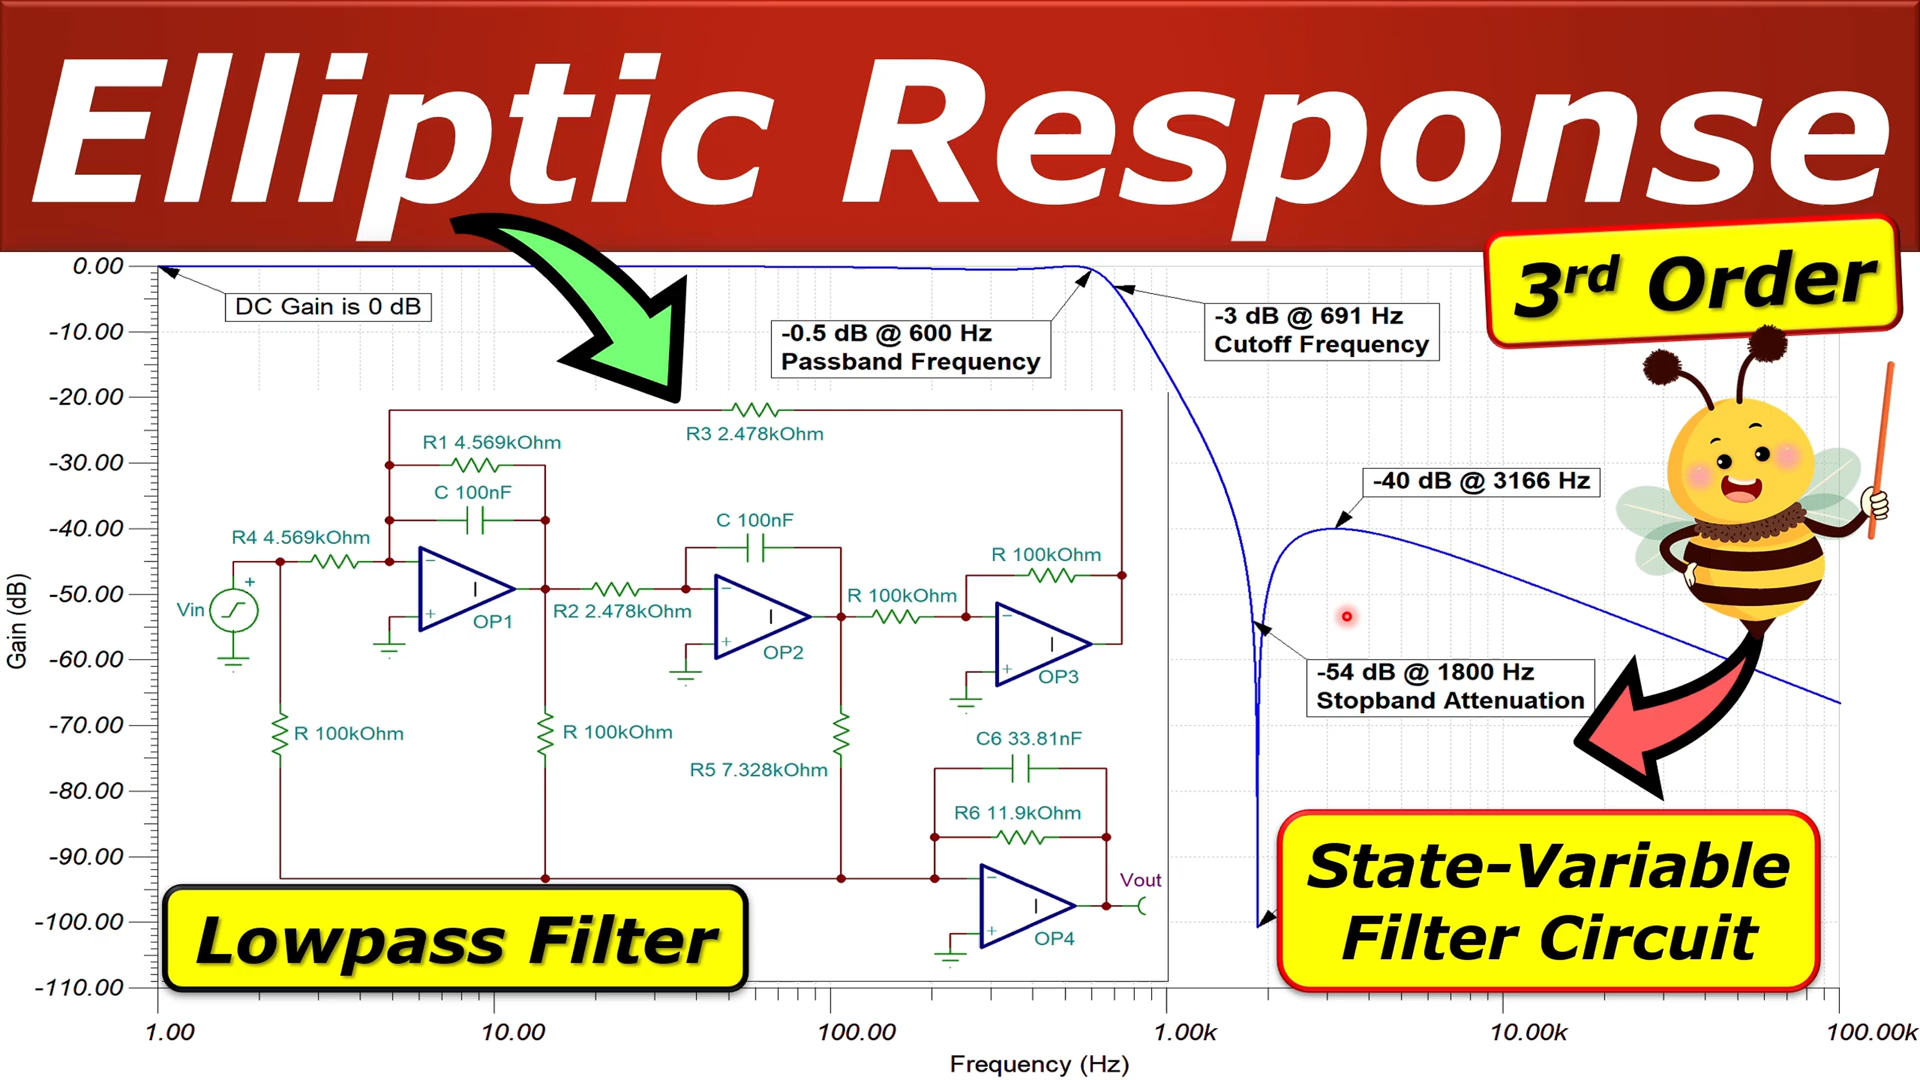 Elliptic Response
3rd Order
0.00
-10.00
-20.00
-30.00
-40.00
-50.00
-60.00
-70.00
-80.00
-90.00
-100.00
-110.00
Gain (dB)
DC Gain is 0 dB
-0.5 dB @ 600 Hz
Passband Frequency
-3 dB @ 691 Hz
Cutoff Frequency
-40 dB @ 3166 Hz
-54 dB @ 1800 Hz
Stopband Attenuation
R3 2.478kOhm
R1 4.569kOhm
C 100nF
R4 4.569kOhm
C 100nF
R 100kOhm
Vin
+
−
+
OP1
R2 2.478kOhm
−
+
OP2
R 100kOhm
−
+
OP3
R 100kOhm
R 100kOhm
R5 7.328kOhm
C6 33.81nF
R6 11.9kOhm
−
+
OP4
Vout
Lowpass Filter
State-Variable
Filter Circuit
1.00
10.00
100.00
1.00k
10.00k
100.00k
Frequency (Hz)